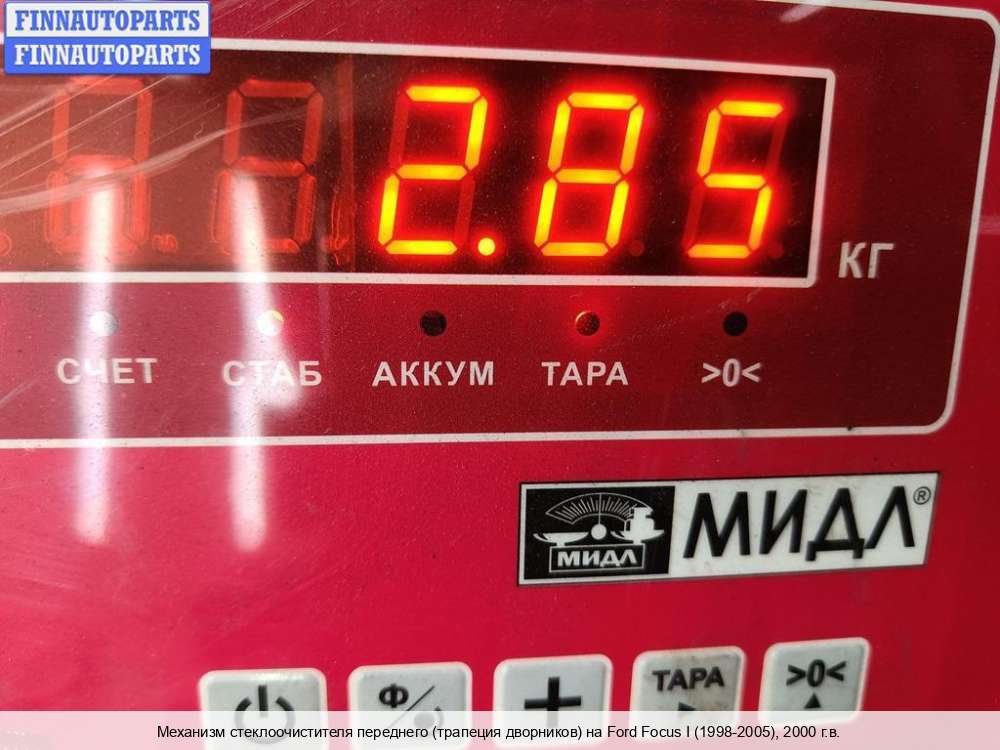 FINNAUTOPARTS
FINNAUTOPARTS
2.85
КГ
СЧЕТ СТАБ АККУМ ТАРА >0<
МИДЛ МИДЛ®
Ф + ТАРА >0<
Механизм стеклоочистителя переднего (трапеция дворников) на Ford Focus I (1998-2005), 2000 г.в.